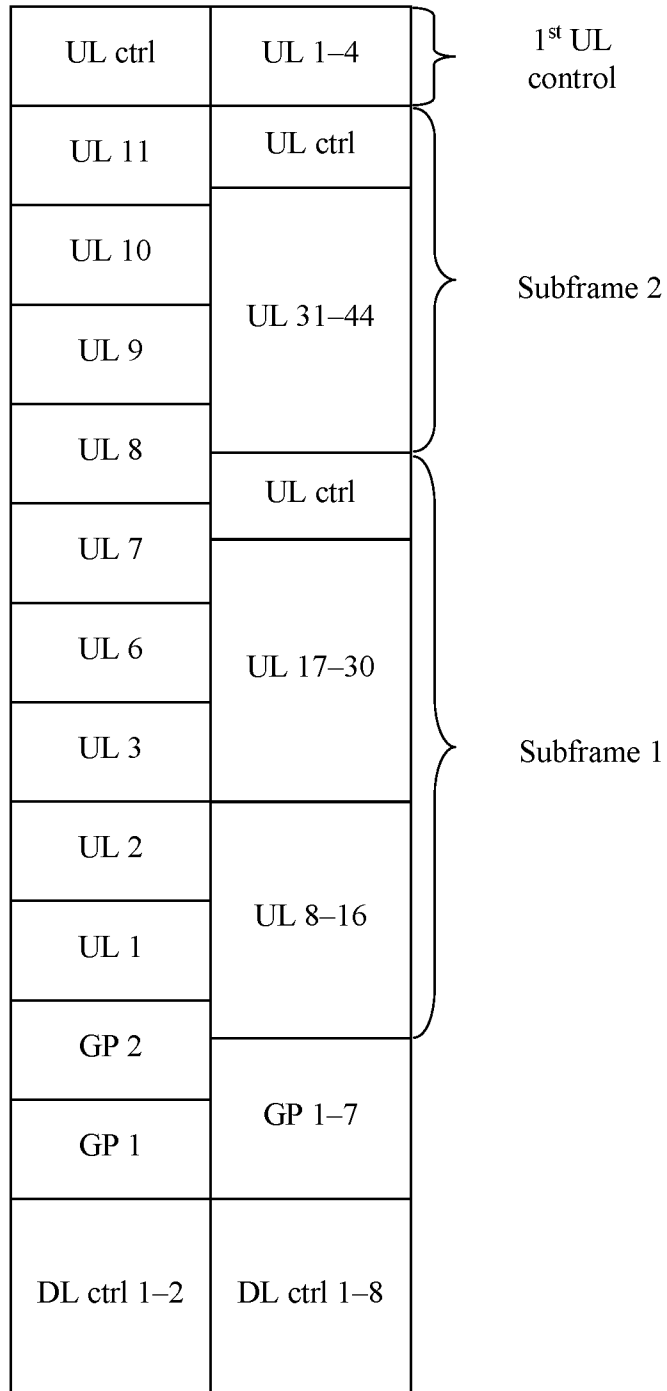 UL ctrl
UL 1–4
1st UL
control
UL 11
UL ctrl
UL 10
UL 31–44
Subframe 2
UL 9
UL 8
UL ctrl
UL 7
UL 6
UL 17–30
UL 3
Subframe 1
UL 2
UL 8–16
UL 1
GP 2
GP 1–7
GP 1
DL ctrl 1–2
DL ctrl 1–8